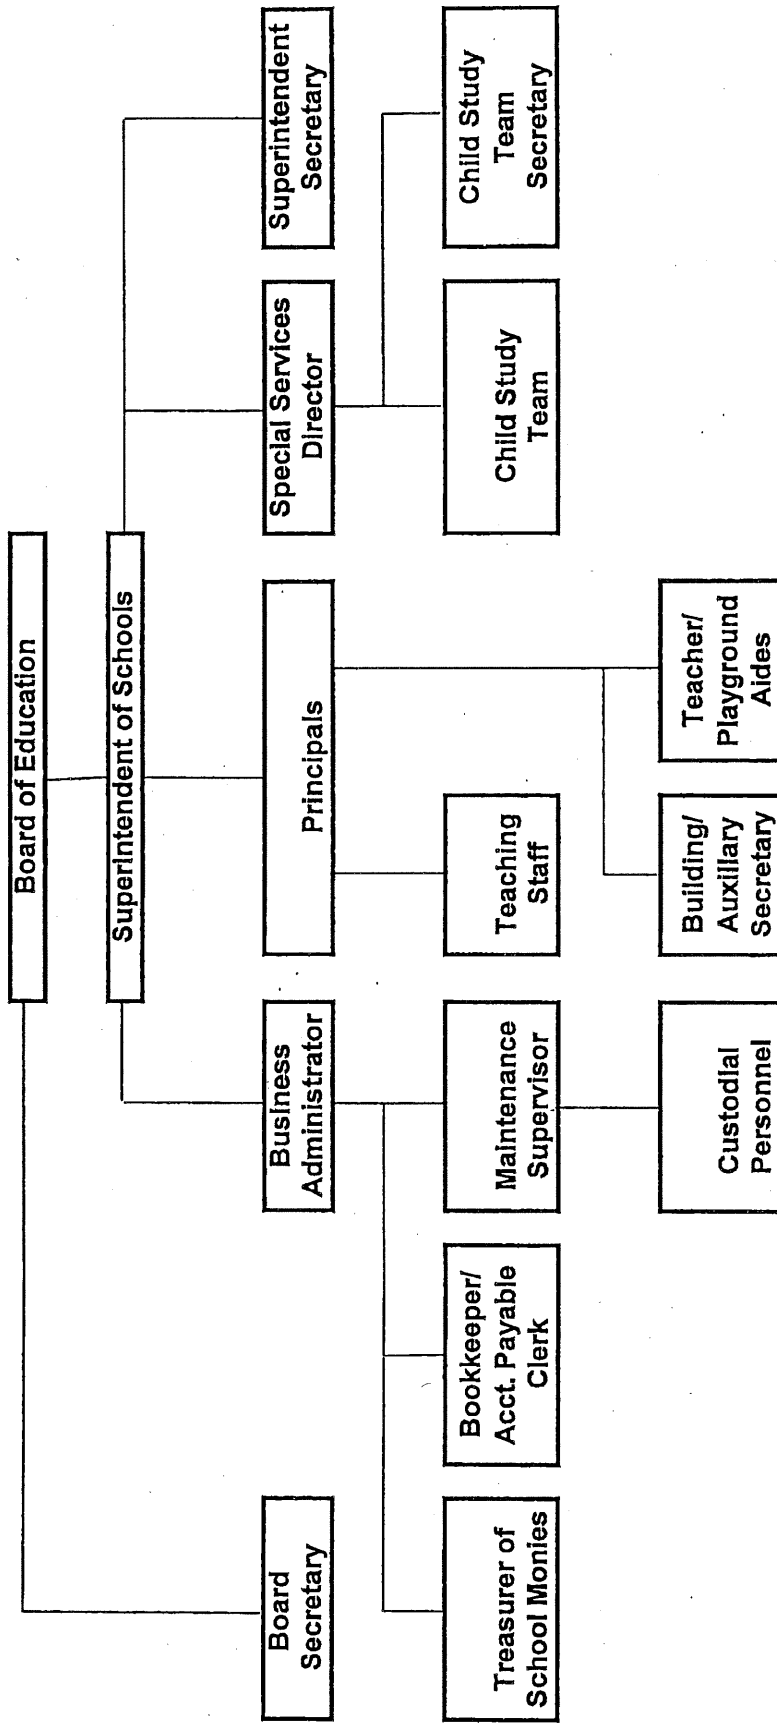 Board of Education
Superintendent of Schools
Board
Secretary
Business
Administrator
Principals
Special Services
Director
Superintendent
Secretary
Treasurer of
School Monies
Bookkeeper/
Acct. Payable
Clerk
Maintenance
Supervisor
Teaching
Staff
Child Study
Team
Child Study
Team
Secretary
Custodial
Personnel
Building/
Auxillary
Secretary
Teacher/
Playground
Aides